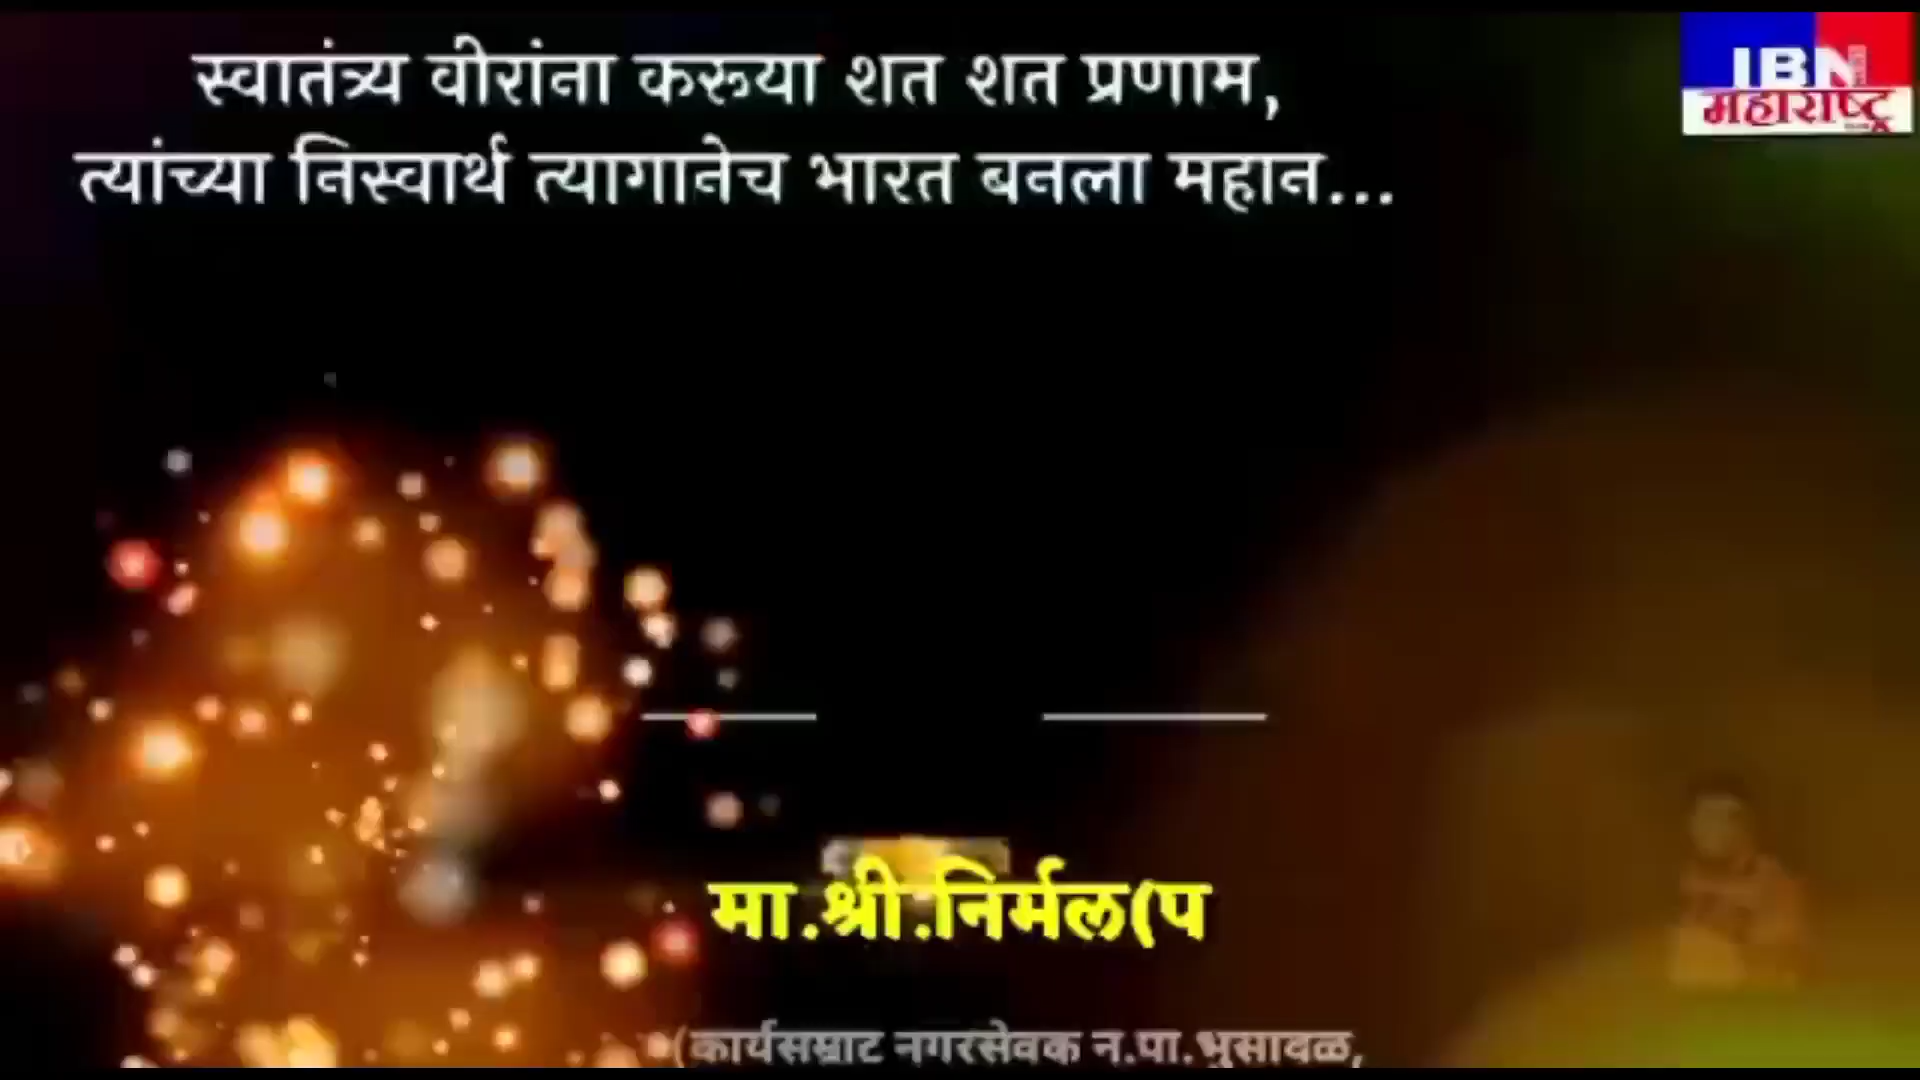 स्वातंत्र्य वीरांना करूया शत शत प्रणाम,
त्यांच्या निस्वार्थ त्यागानेच भारत बनला महान...
IBN
महाराष्ट्र
मा.श्री.निर्मल(प
(कार्यसम्राट नगरसेवक न.पा.भुसावळ,